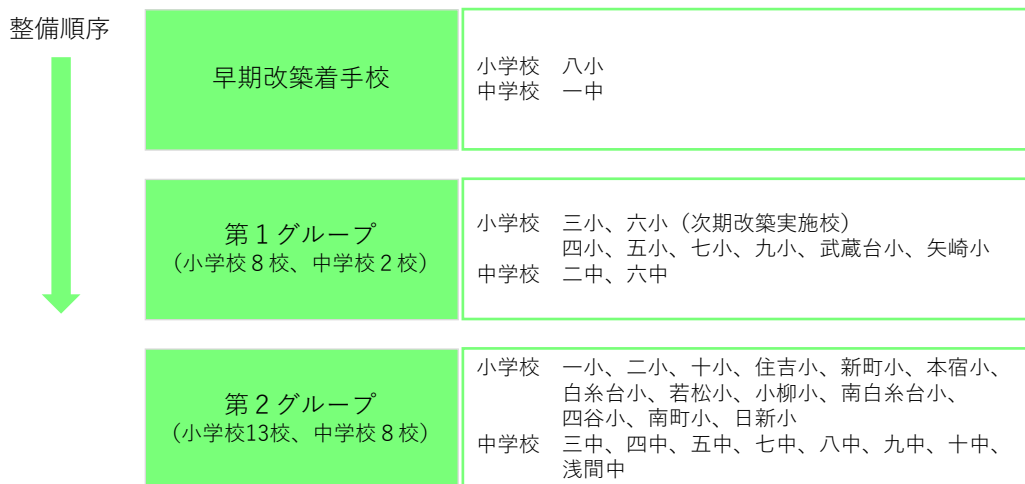 整備順序
早期改築着手校
小学校　八小
中学校　一中
第１グループ
（小学校８校、中学校２校）
小学校　三小、六小（次期改築実施校）
四小、五小、七小、九小、武蔵台小、矢崎小
中学校　二中、六中
第２グループ
（小学校13校、中学校８校）
小学校　一小、二小、十小、住吉小、新町小、本宿小、
白糸台小、若松小、小柳小、南白糸台小、
四谷小、南町小、日新小
中学校　三中、四中、五中、七中、八中、九中、十中、
浅間中